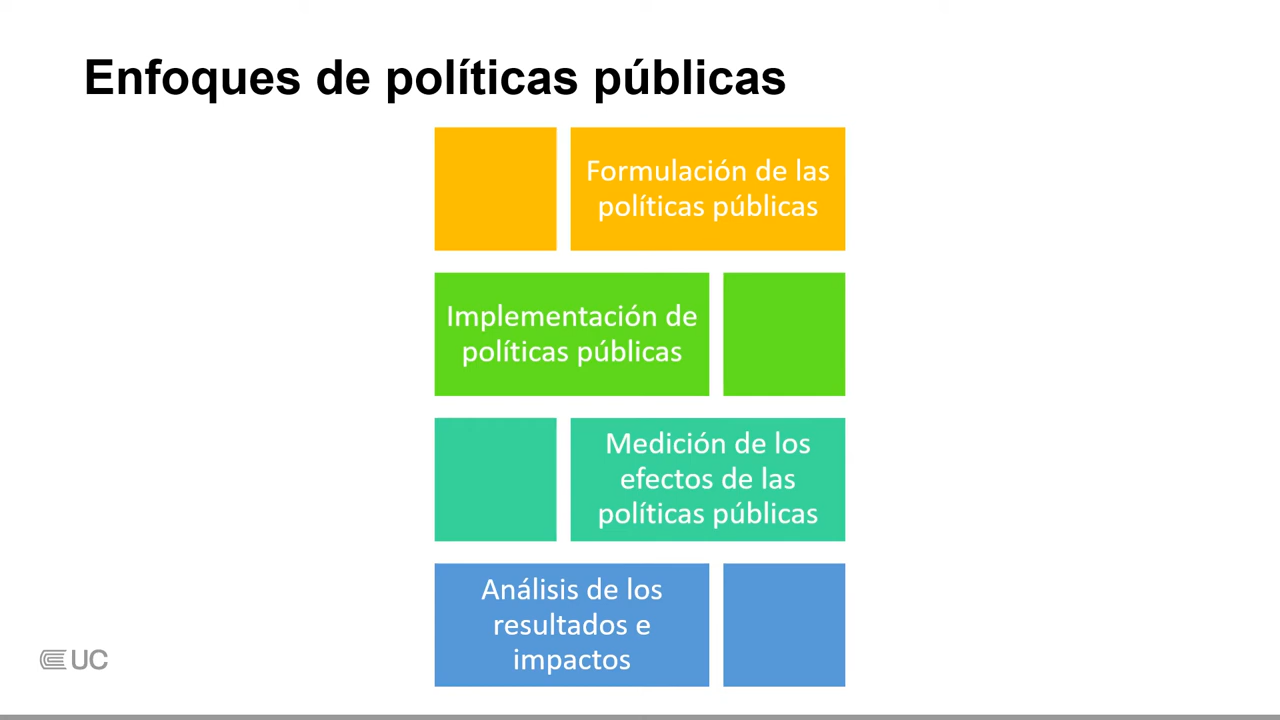 Enfoques de políticas públicas
Formulación de las
políticas públicas
Implementación de
políticas públicas
Medición de los
efectos de las
políticas públicas
Análisis de los
resultados e
impactos
UC